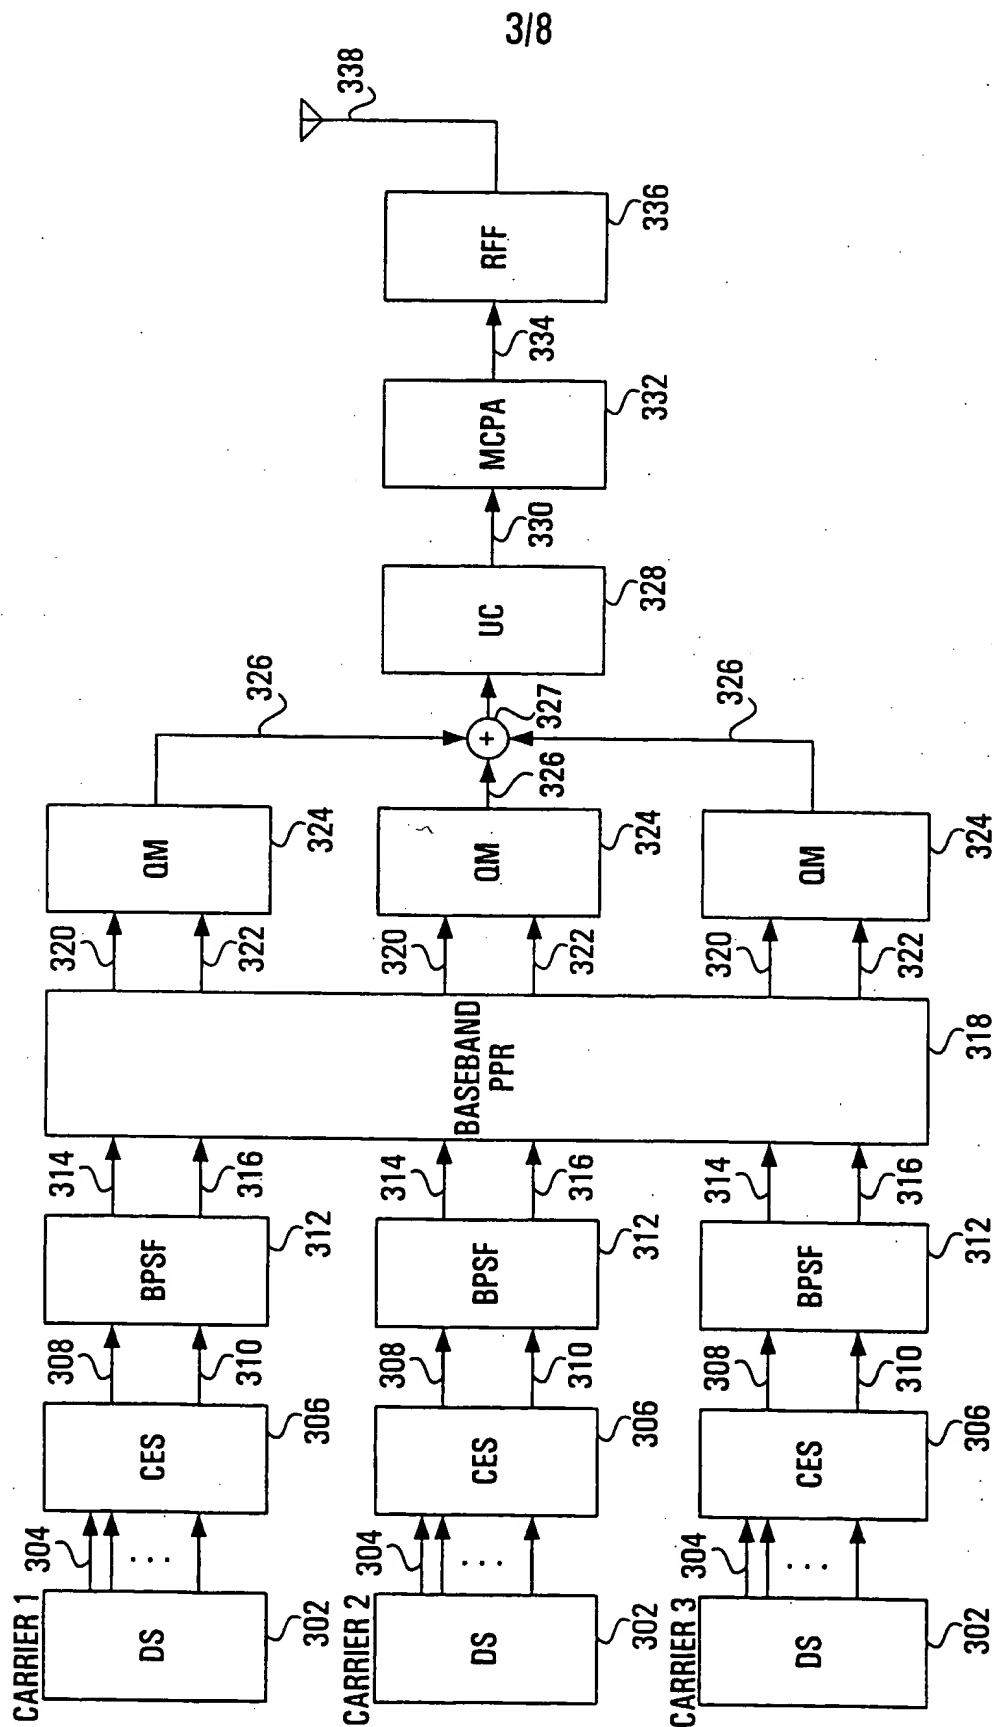 3/8
CARRIER 1
DS
302
304
CES
306
308
310
BPSF
312
314
316
BASEBAND
PPR
318
320
322
QM
324
326
CARRIER 2
DS
302
304
CES
306
308
310
BPSF
312
314
316
320
322
QM
324
326
CARRIER 3
DS
302
304
CES
306
308
310
BPSF
312
314
316
320
322
QM
324
326
+
327
UC
328
330
MCPA
332
334
RFF
336
338